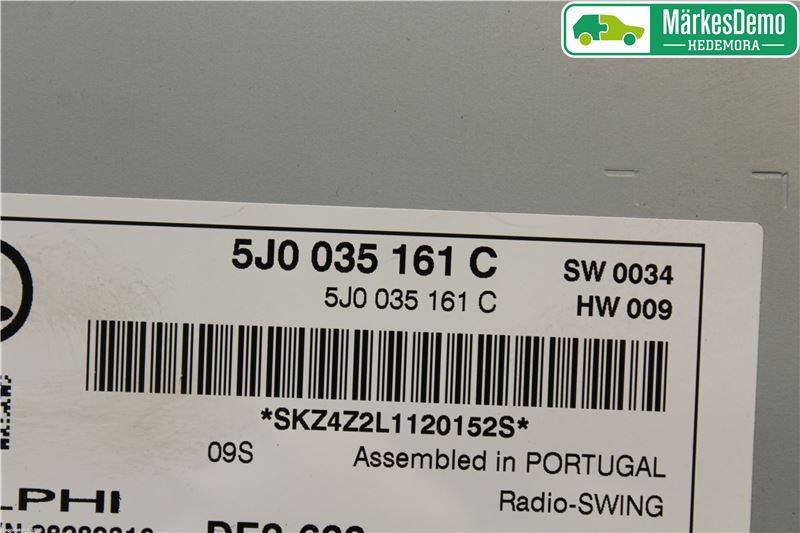 MärkesDemo
HEDEMORA
5J0 035 161 C
SW 0034
5J0 035 161 C
HW 009
*SKZ4Z2L1120152S*
09S
Assembled in PORTUGAL
LPHI
Radio-SWING